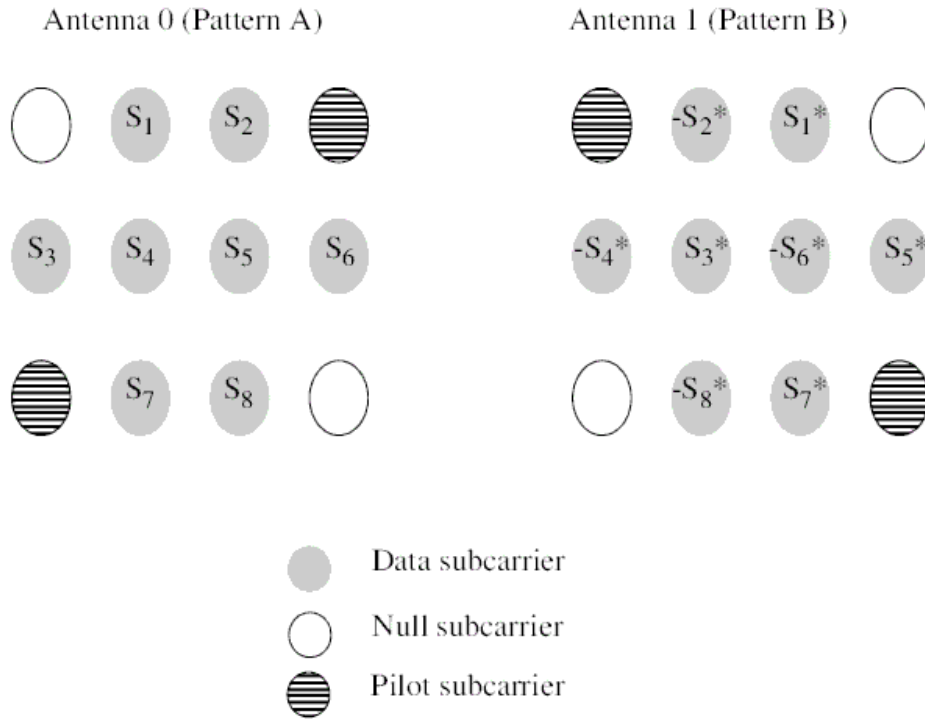 Antenna 0 (Pattern A) Antenna 1 (Pattern B)
S1 S2 -S2* S1*
S3 S4 S5 S6 -S4* S3* -S6* S5*
S7 S8 -S8* S7*
Data subcarrier
Null subcarrier
Pilot subcarrier